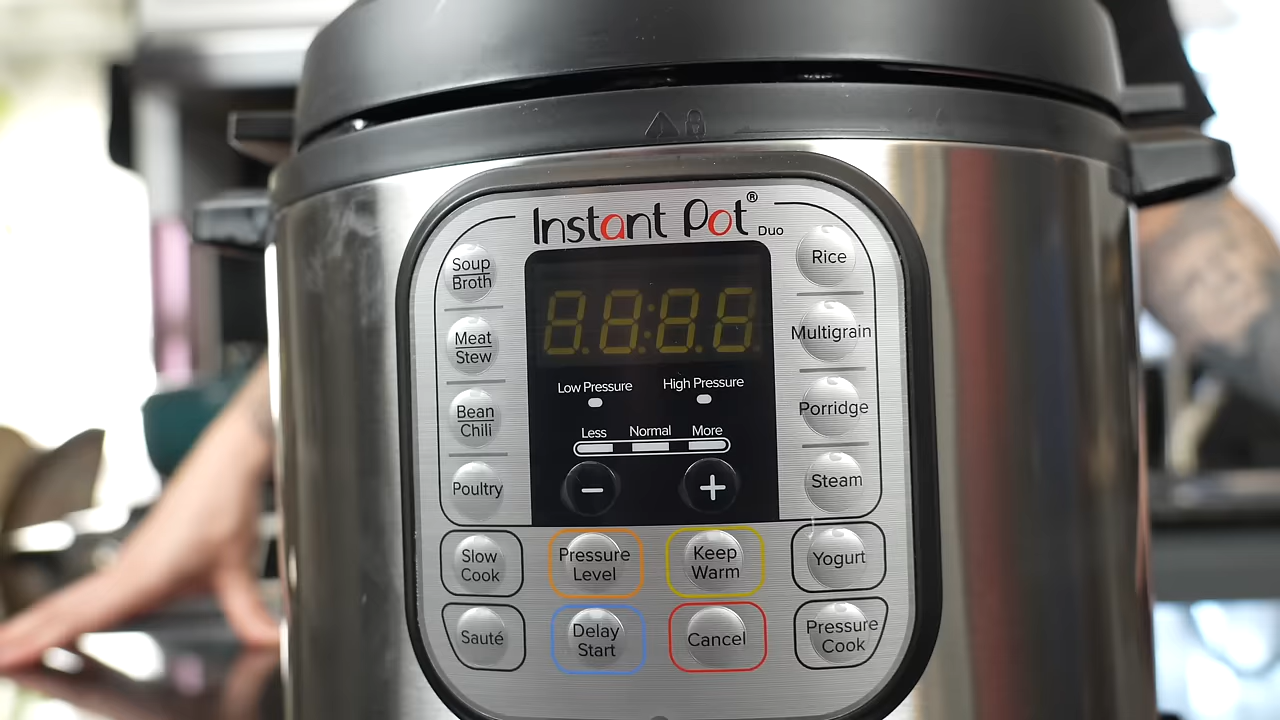 Instant Pot®
Duo
Soup
Broth
Meat
Stew
Bean
Chili
Poultry
8.8:8.8
Low Pressure
High Pressure
Less
Normal
More
−
+
Rice
Multigrain
Porridge
Steam
Slow
Cook
Pressure
Level
Keep
Warm
Yogurt
Sauté
Delay
Start
Cancel
Pressure
Cook